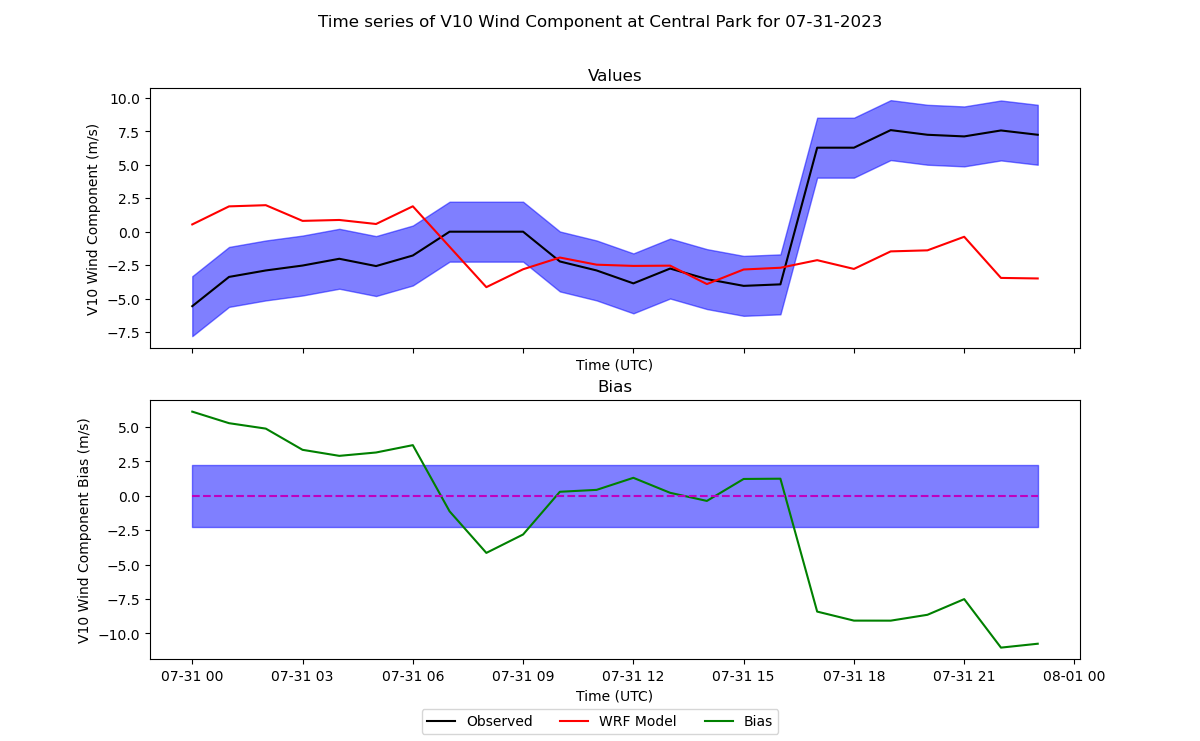 Time series of V10 Wind Component at Central Park for 07-31-2023
Values
V10 Wind Component (m/s)
10.0
7.5
5.0
2.5
0.0
−2.5
−5.0
−7.5
Time (UTC)
Bias
V10 Wind Component Bias (m/s)
5.0
2.5
0.0
−2.5
−5.0
−7.5
−10.0
07-31 00 07-31 03 07-31 06 07-31 09 07-31 12 07-31 15 07-31 18 07-31 21 08-01 00
Time (UTC)
Observed WRF Model Bias